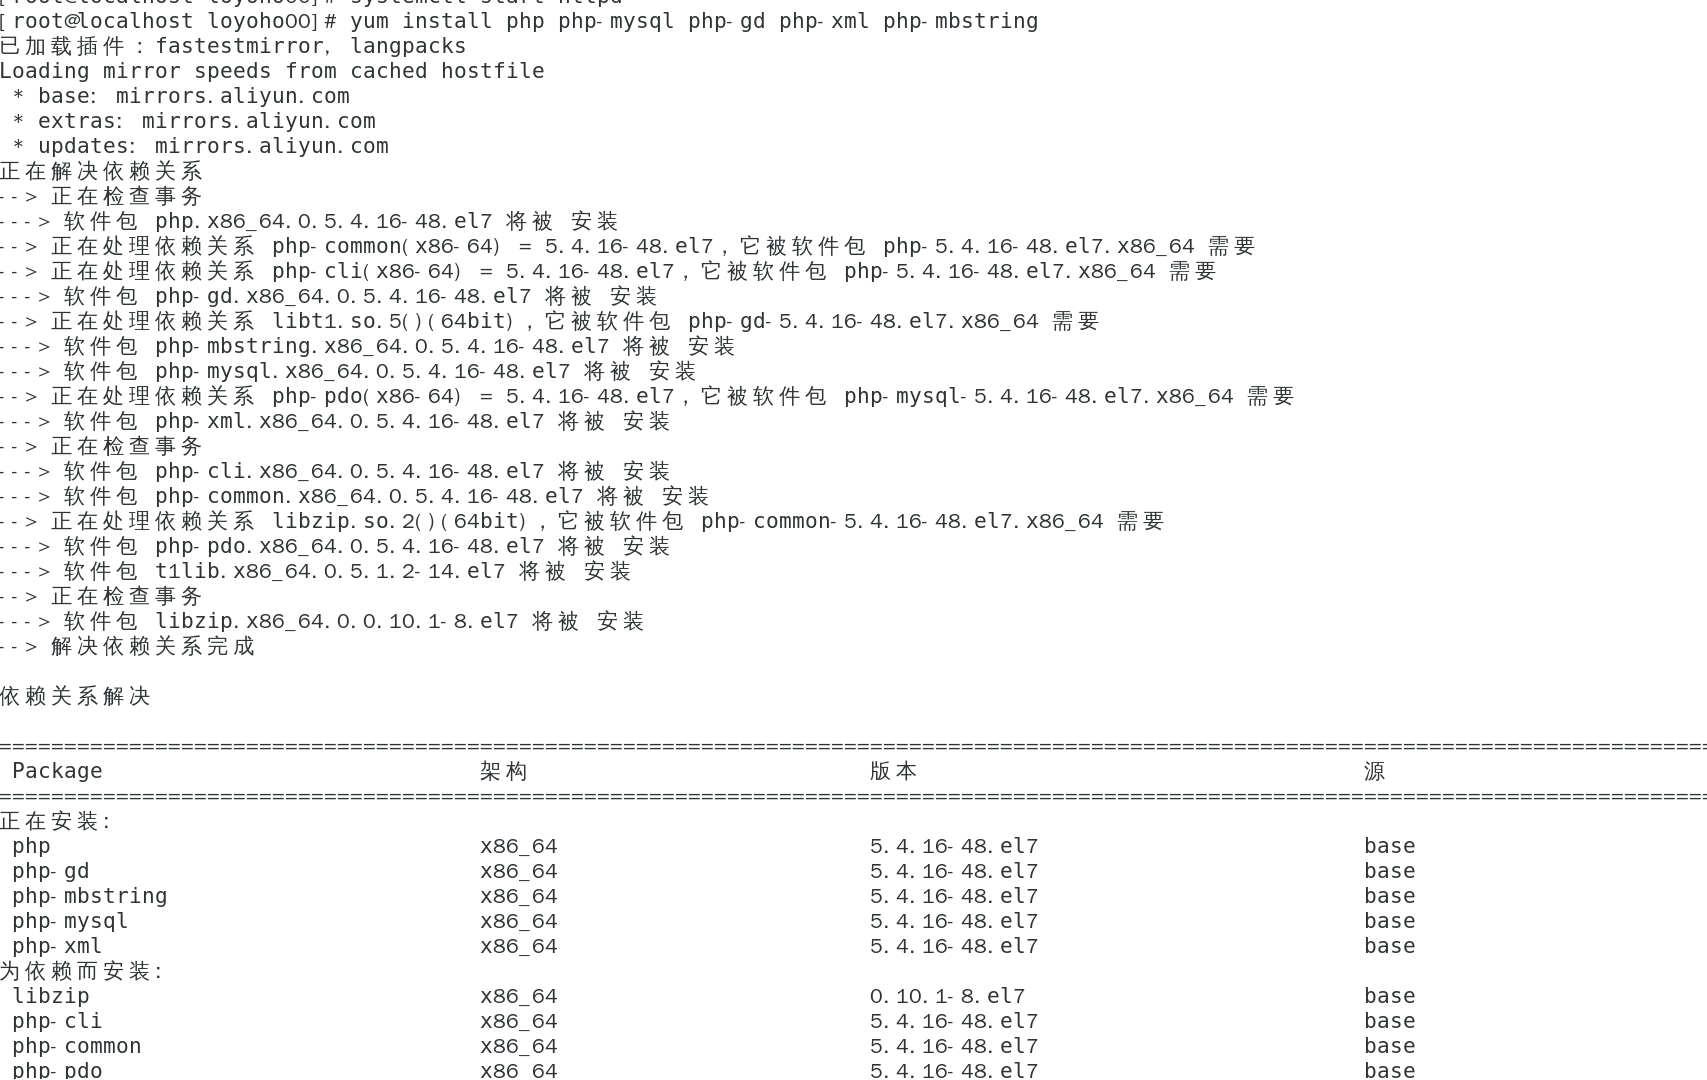 [root@localhost loyoho00]# systemctl start httpd
[root@localhost loyoho00]# yum install php php-mysql php-gd php-xml php-mbstring
已加载插件：fastestmirror, langpacks
Loading mirror speeds from cached hostfile
 * base: mirrors.aliyun.com
 * extras: mirrors.aliyun.com
 * updates: mirrors.aliyun.com
正在解决依赖关系
--> 正在检查事务
---> 软件包 php.x86_64.0.5.4.16-48.el7 将被 安装
--> 正在处理依赖关系 php-common(x86-64) = 5.4.16-48.el7，它被软件包 php-5.4.16-48.el7.x86_64 需要
--> 正在处理依赖关系 php-cli(x86-64) = 5.4.16-48.el7，它被软件包 php-5.4.16-48.el7.x86_64 需要
---> 软件包 php-gd.x86_64.0.5.4.16-48.el7 将被 安装
--> 正在处理依赖关系 libt1.so.5()(64bit)，它被软件包 php-gd-5.4.16-48.el7.x86_64 需要
---> 软件包 php-mbstring.x86_64.0.5.4.16-48.el7 将被 安装
---> 软件包 php-mysql.x86_64.0.5.4.16-48.el7 将被 安装
--> 正在处理依赖关系 php-pdo(x86-64) = 5.4.16-48.el7，它被软件包 php-mysql-5.4.16-48.el7.x86_64 需要
---> 软件包 php-xml.x86_64.0.5.4.16-48.el7 将被 安装
--> 正在检查事务
---> 软件包 php-cli.x86_64.0.5.4.16-48.el7 将被 安装
---> 软件包 php-common.x86_64.0.5.4.16-48.el7 将被 安装
--> 正在处理依赖关系 libzip.so.2()(64bit)，它被软件包 php-common-5.4.16-48.el7.x86_64 需要
---> 软件包 php-pdo.x86_64.0.5.4.16-48.el7 将被 安装
---> 软件包 t1lib.x86_64.0.5.1.2-14.el7 将被 安装
--> 正在检查事务
---> 软件包 libzip.x86_64.0.0.10.1-8.el7 将被 安装
--> 解决依赖关系完成
依赖关系解决
Package 架构 版本 源
正在安装:
php x86_64 5.4.16-48.el7 base
php-gd x86_64 5.4.16-48.el7 base
php-mbstring x86_64 5.4.16-48.el7 base
php-mysql x86_64 5.4.16-48.el7 base
php-xml x86_64 5.4.16-48.el7 base
为依赖而安装:
libzip x86_64 0.10.1-8.el7 base
php-cli x86_64 5.4.16-48.el7 base
php-common x86_64 5.4.16-48.el7 base
php-pdo x86_64 5.4.16-48.el7 base